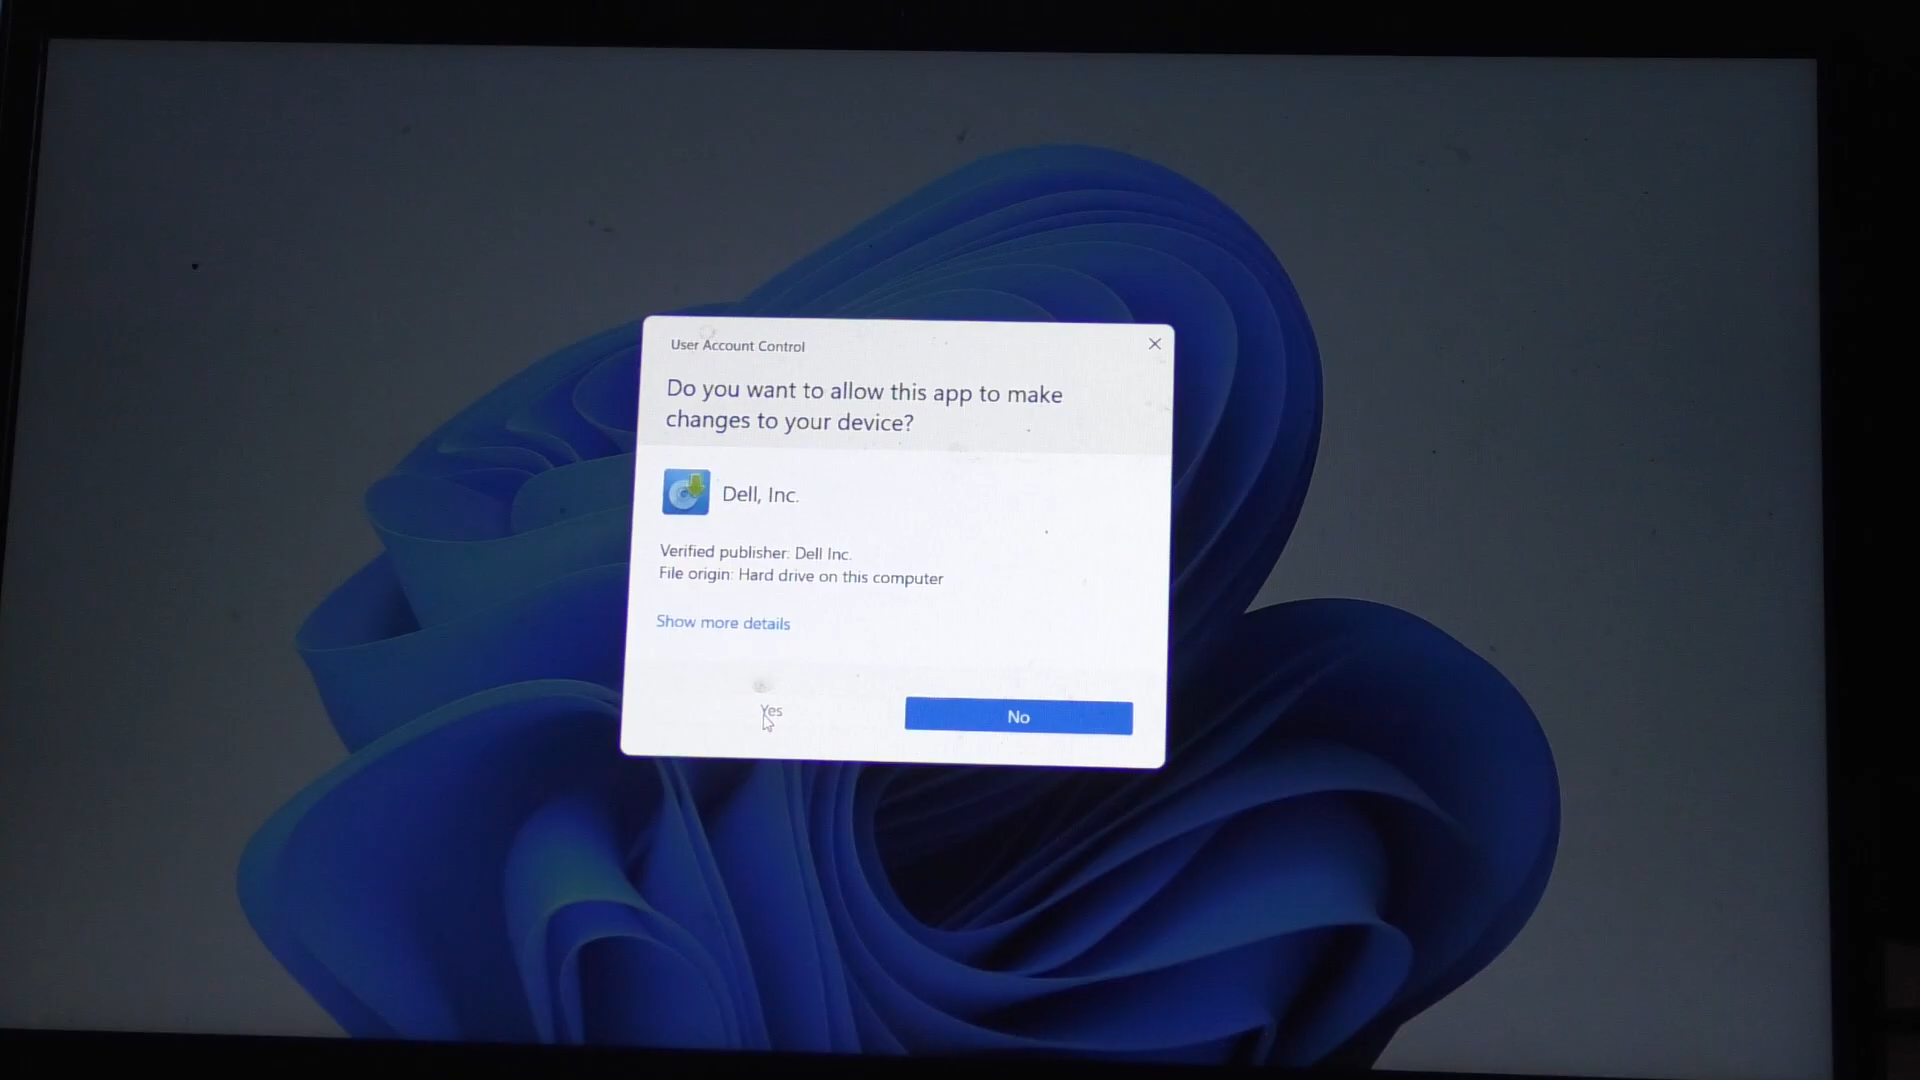 User Account Control
Do you want to allow this app to make
changes to your device?
Dell, Inc.
Verified publisher: Dell Inc.
File origin: Hard drive on this computer
Show more details
Yes
No